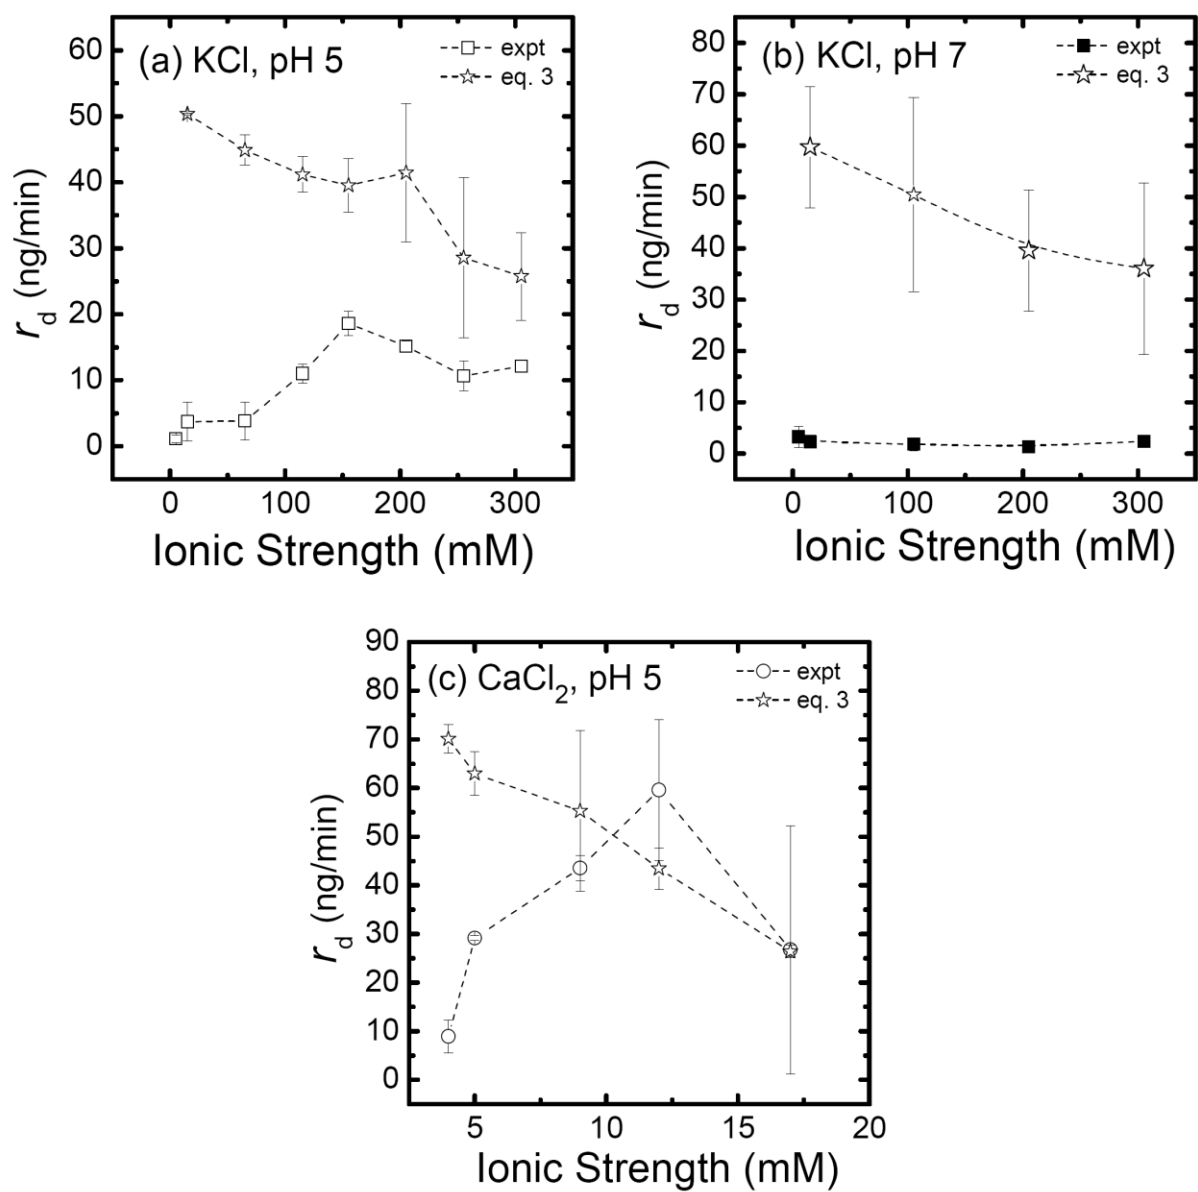 (a) KCl, pH 5
expt
eq. 3
60
50
40
30
20
10
0
r_d (ng/min)
0 100 200 300
Ionic Strength (mM)
(b) KCl, pH 7
expt
eq. 3
80
70
60
50
40
30
20
10
0
r_d (ng/min)
0 100 200 300
Ionic Strength (mM)
(c) CaCl₂, pH 5
expt
eq. 3
90
80
70
60
50
40
30
20
10
0
r_d (ng/min)
5 10 15 20
Ionic Strength (mM)